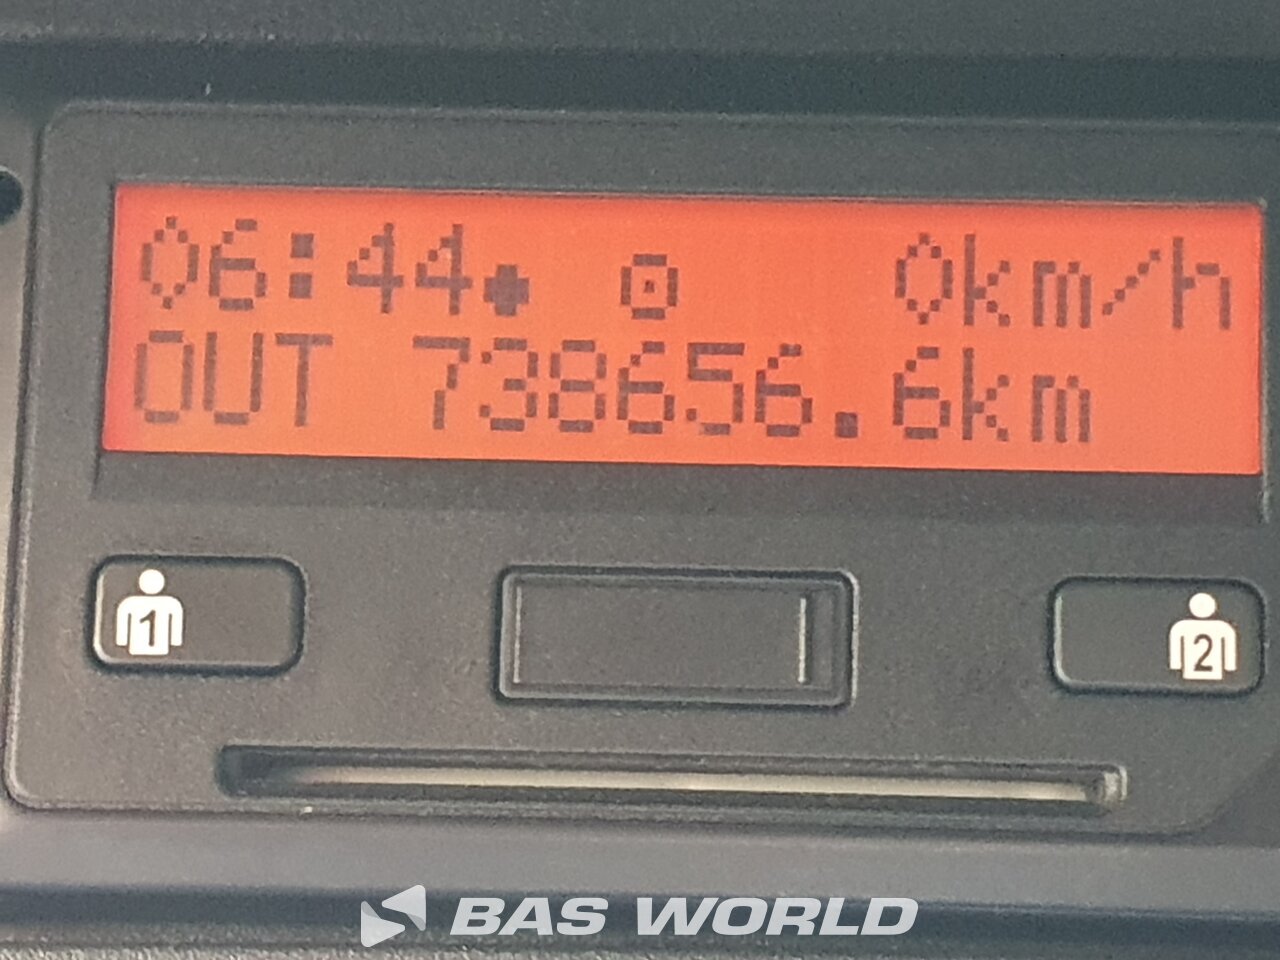 06:44● ⊙ 0km/h
OUT 738656.6km
1
2
BAS WORLD